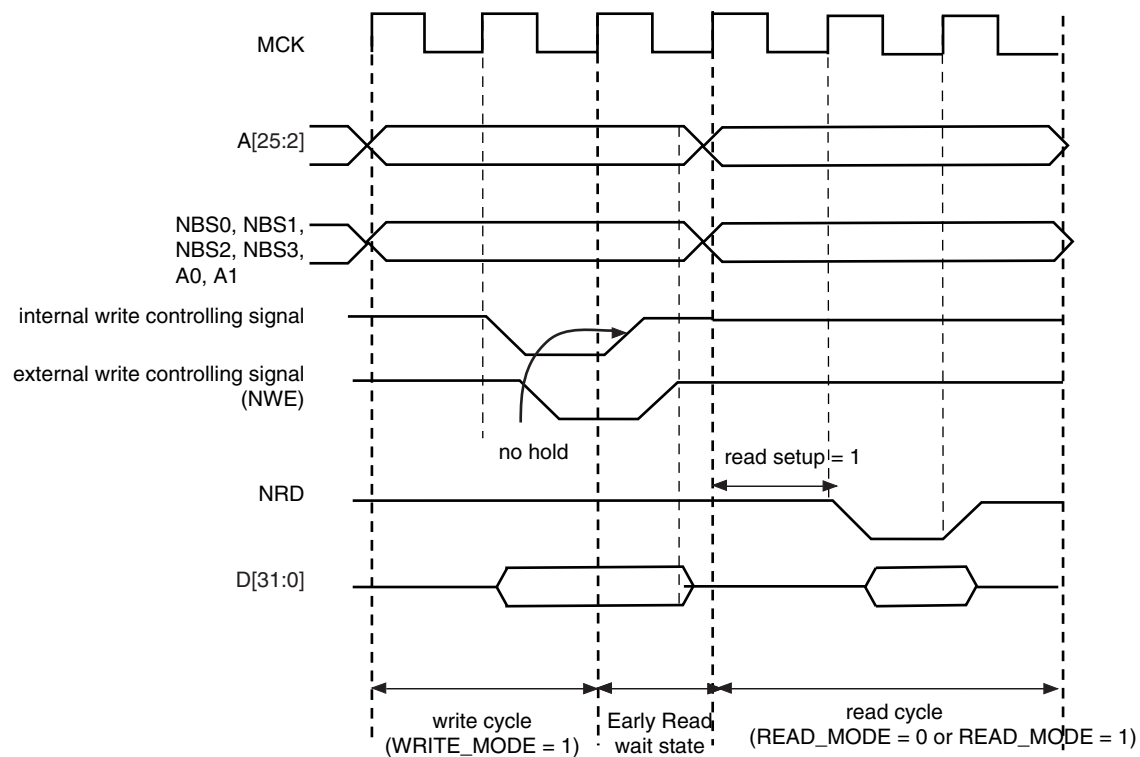 MCK
A[25:2]
NBS0, NBS1,
NBS2, NBS3,
A0, A1
internal write controlling signal
external write controlling signal
(NWE)
no hold
read setup = 1
NRD
D[31:0]
write cycle
(WRITE_MODE = 1)
Early Read
wait state
read cycle
(READ_MODE = 0 or READ_MODE = 1)